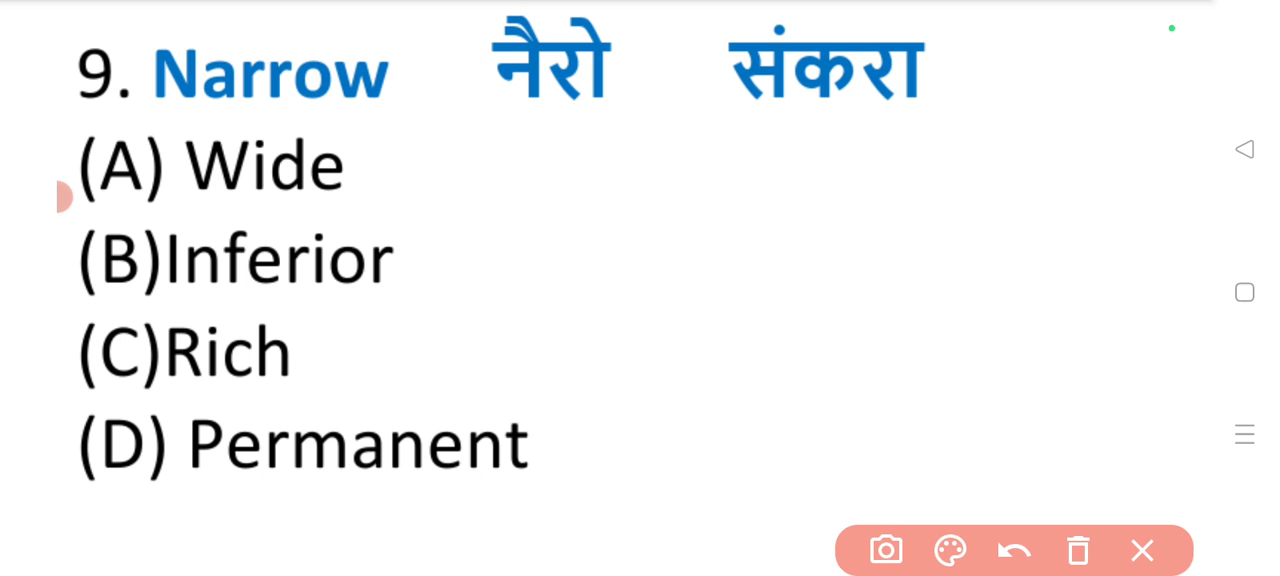 9. Narrow नैरो संकरा
(A) Wide
(B)Inferior
(C)Rich
(D) Permanent